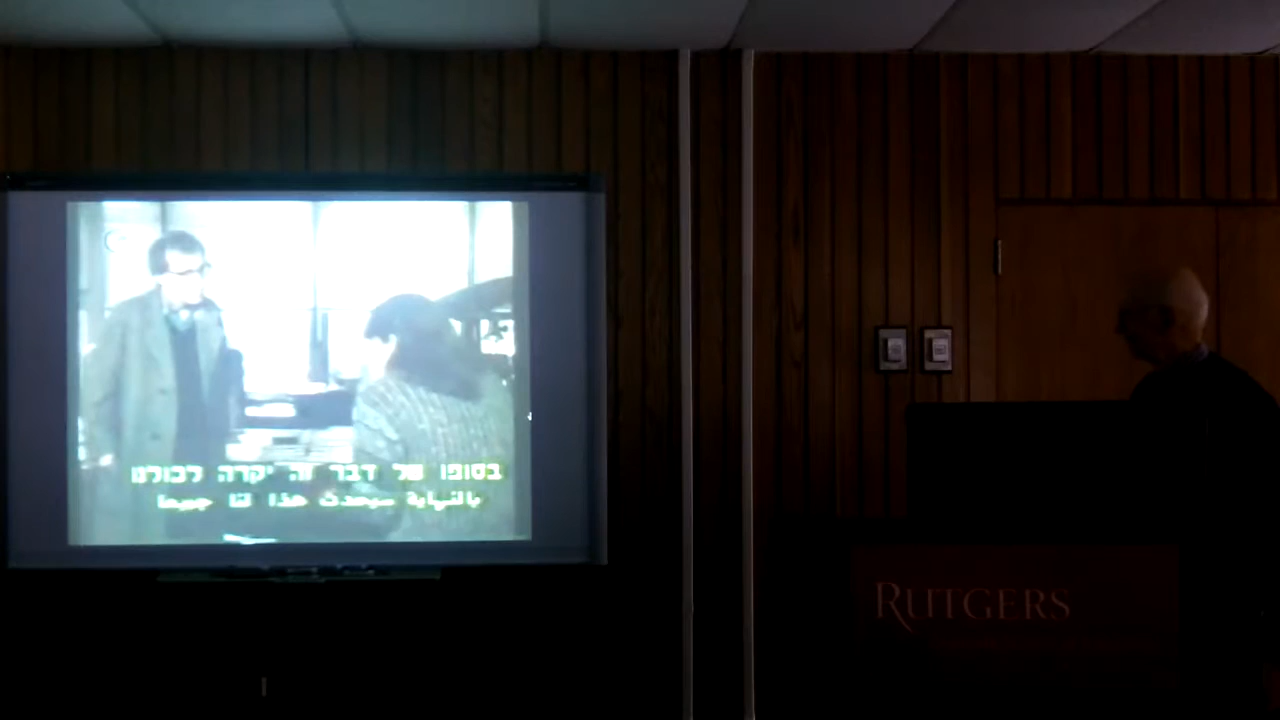 בסופו של דבר זה יקרה לכולנו
بالنهاية سيحدث هذا لنا جميعا
RUTGERS